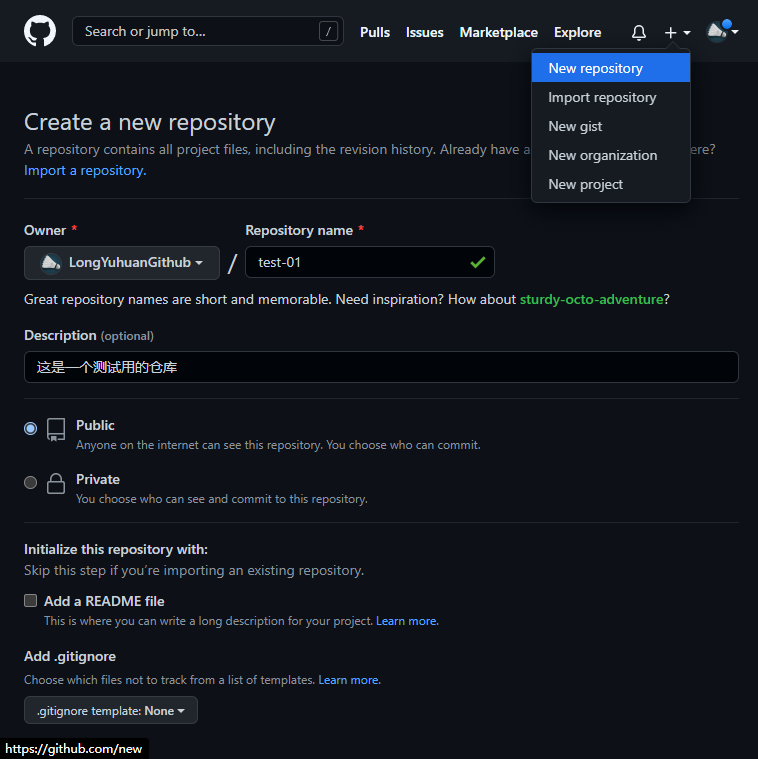 Search or jump to... / Pulls Issues Marketplace Explore
New repository
Import repository
New gist
New organization
New project
Create a new repository
A repository contains all project files, including the revision history. Already have a ere?
Import a repository.
Owner * Repository name *
LongYuhuanGithub / test-01
Great repository names are short and memorable. Need inspiration? How about sturdy-octo-adventure?
Description (optional)
这是一个测试用的仓库
Public
Anyone on the internet can see this repository. You choose who can commit.
Private
You choose who can see and commit to this repository.
Initialize this repository with:
Skip this step if you’re importing an existing repository.
Add a README file
This is where you can write a long description for your project. Learn more.
Add .gitignore
Choose which files not to track from a list of templates. Learn more.
.gitignore template: None
https://github.com/new